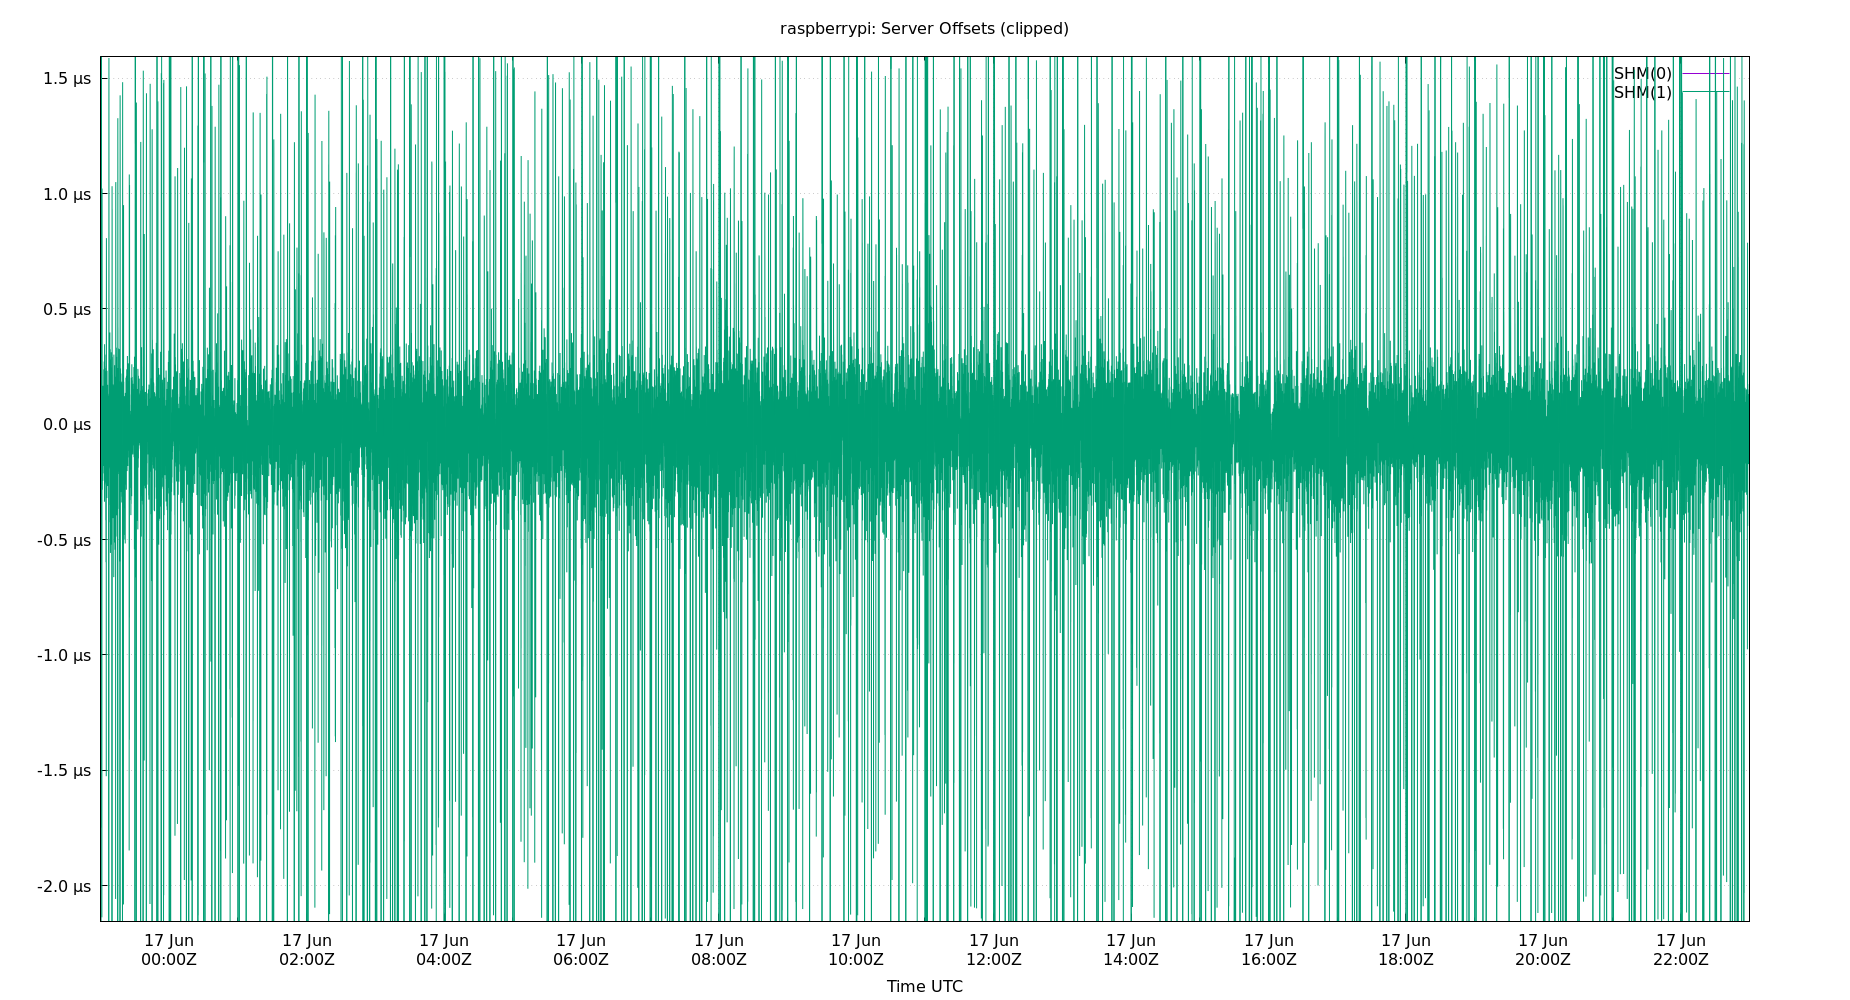 raspberrypi: Server Offsets (clipped)
SHM(0)
SHM(1)
1.5 µs
1.0 µs
0.5 µs
0.0 µs
-0.5 µs
-1.0 µs
-1.5 µs
-2.0 µs
17 Jun 17 Jun 17 Jun 17 Jun 17 Jun 17 Jun 17 Jun 17 Jun 17 Jun 17 Jun 17 Jun 17 Jun
00:00Z 02:00Z 04:00Z 06:00Z 08:00Z 10:00Z 12:00Z 14:00Z 16:00Z 18:00Z 20:00Z 22:00Z
Time UTC